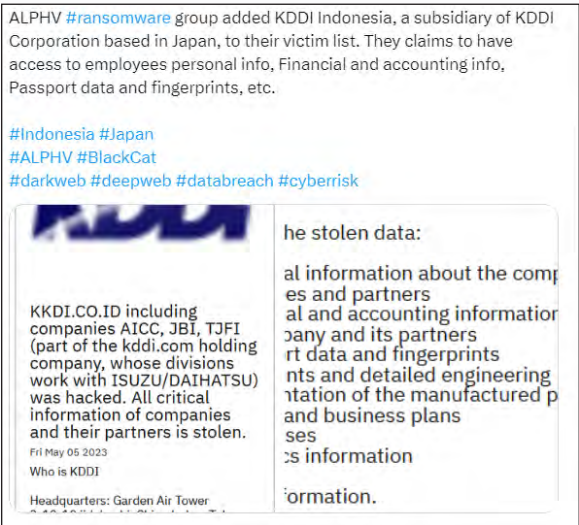 ALPHV #ransomware group added KDDI Indonesia, a subsidiary of KDDI
Corporation based in Japan, to their victim list. They claims to have
access to employees personal info, Financial and accounting info,
Passport data and fingerprints, etc.
#Indonesia #Japan
#ALPHV #BlackCat
#darkweb #deepweb #databreach #cyberrisk
KDDI
KKDI.CO.ID including
companies AICC, JBI, TJFI
(part of the kddi.com holding
company, whose divisions
work with ISUZU/DAIHATSU)
was hacked. All critical
information of companies
and their partners is stolen.
Fri May 05 2023
Who is KDDI
Headquarters: Garden Air Tower
he stolen data:
al information about the comp
es and partners
al and accounting information
pany and its partners
rt data and fingerprints
nts and detailed engineering
ntation of the manufactured p
and business plans
ses
cs information
formation.